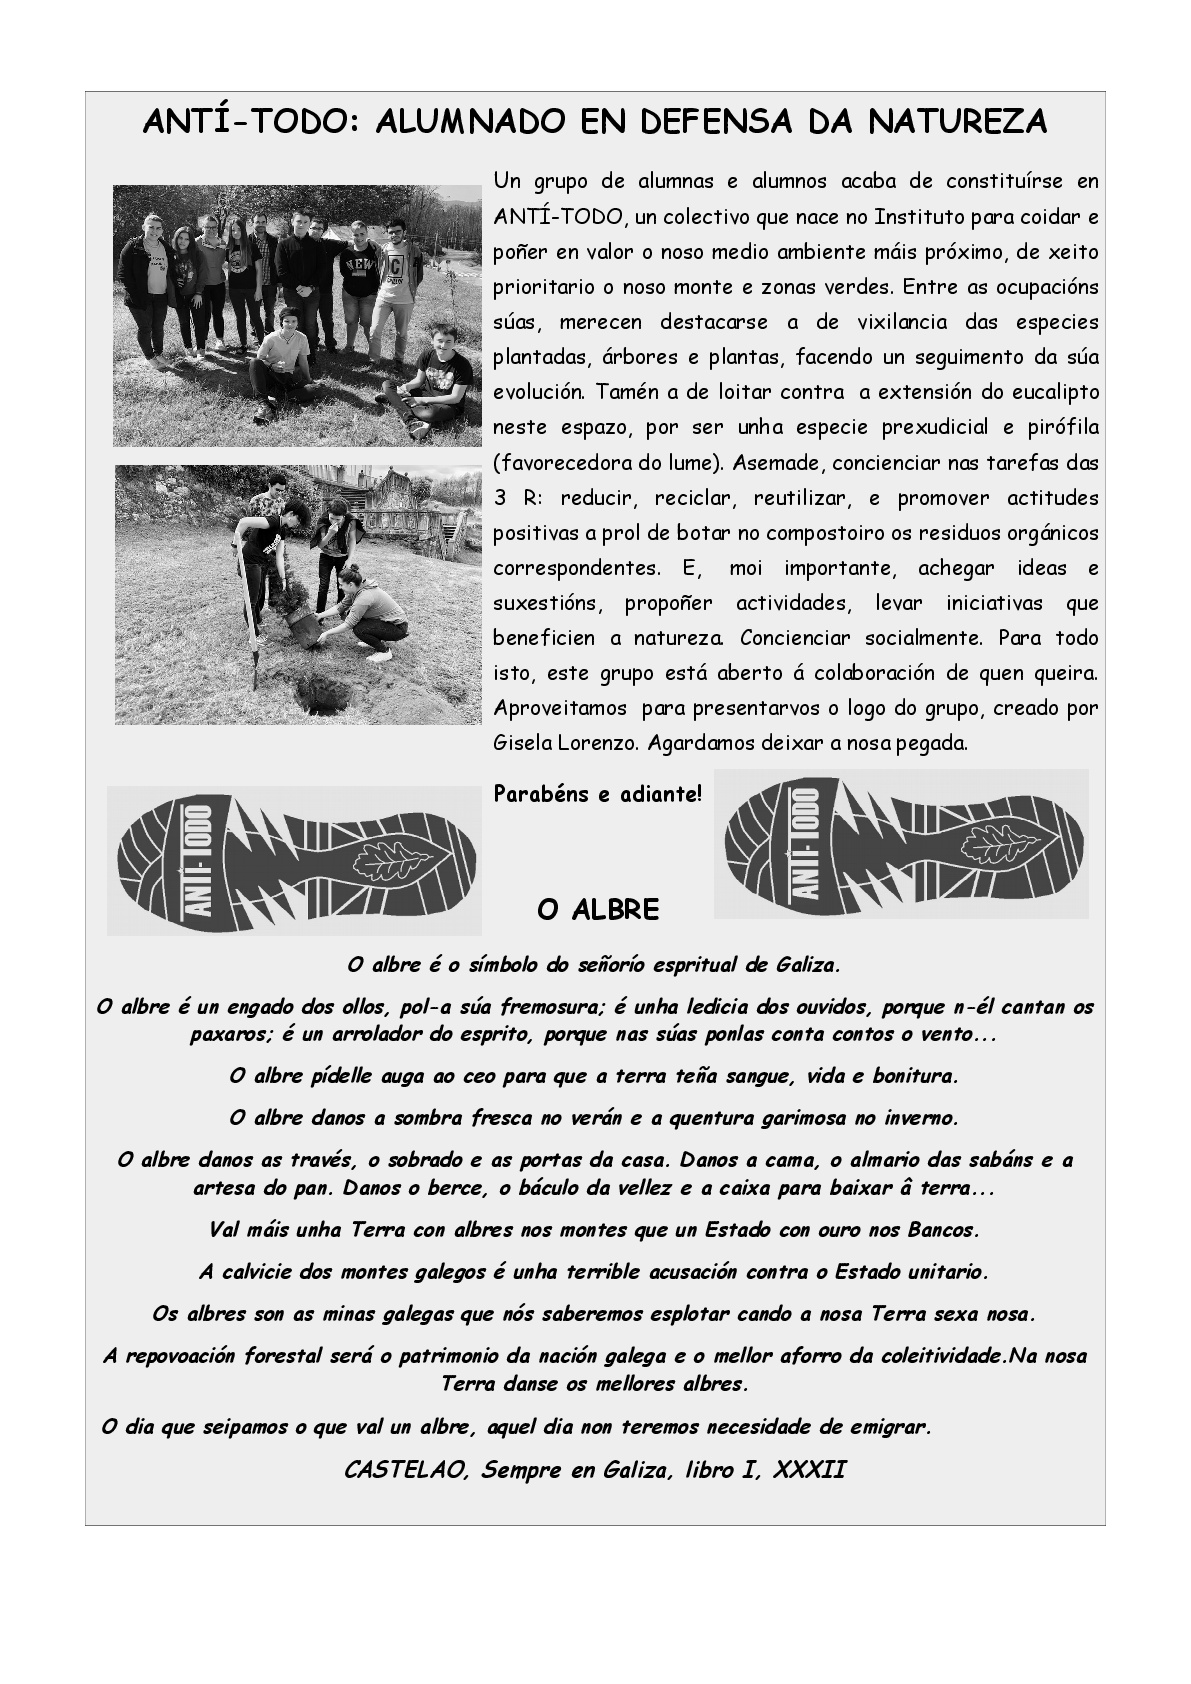 ANTÍ-TODO: ALUMNADO EN DEFENSA DA NATUREZA
Un grupo de alumnas e alumnos acaba de constituírse en
ANTÍ-TODO, un colectivo que nace no Instituto para coidar e
poñer en valor o noso medio ambiente máis próximo, de xeito
prioritario o noso monte e zonas verdes. Entre as ocupacións
súas, merecen destacarse a de vixilancia das especies
plantadas, árbores e plantas, facendo un seguimento da súa
evolución. Tamén a de loitar contra a extensión do eucalipto
neste espazo, por ser unha especie prexudicial e pirófila
(favorecedora do lume). Asemade, concienciar nas tarefas das
3 R: reducir, reciclar, reutilizar, e promover actitudes
positivas a prol de botar no compostoiro os residuos orgánicos
correspondentes. E, moi importante, achegar ideas e
suxestións, propoñer actividades, levar iniciativas que
beneficien a natureza. Concienciar socialmente. Para todo
isto, este grupo está aberto á colaboración de quen queira.
Aproveitamos para presentarvos o logo do grupo, creado por
Gisela Lorenzo. Agardamos deixar a nosa pegada.
NEW
C
ANTÍ-TODO
Parabéns e adiante!
ANTÍ-TODO
O ALBRE
O albre é o símbolo do señorío espritual de Galiza.
O albre é un engado dos ollos, pol-a súa fremosura; é unha ledicia dos ouvidos, porque n-él cantan os
paxaros; é un arrolador do esprito, porque nas súas ponlas conta contos o vento...
O albre pídelle auga ao ceo para que a terra teña sangue, vida e bonitura.
O albre danos a sombra fresca no verán e a quentura garimosa no inverno.
O albre danos as través, o sobrado e as portas da casa. Danos a cama, o almario das sabáns e a
artesa do pan. Danos o berce, o báculo da vellez e a caixa para baixar â terra...
Val máis unha Terra con albres nos montes que un Estado con ouro nos Bancos.
A calvicie dos montes galegos é unha terrible acusación contra o Estado unitario.
Os albres son as minas galegas que nós saberemos esplotar cando a nosa Terra sexa nosa.
A repovoación forestal será o patrimonio da nación galega e o mellor aforro da coleitividade.Na nosa
Terra danse os mellores albres.
O dia que seipamos o que val un albre, aquel dia non teremos necesidade de emigrar.
CASTELAO, Sempre en Galiza, libro I, XXXII